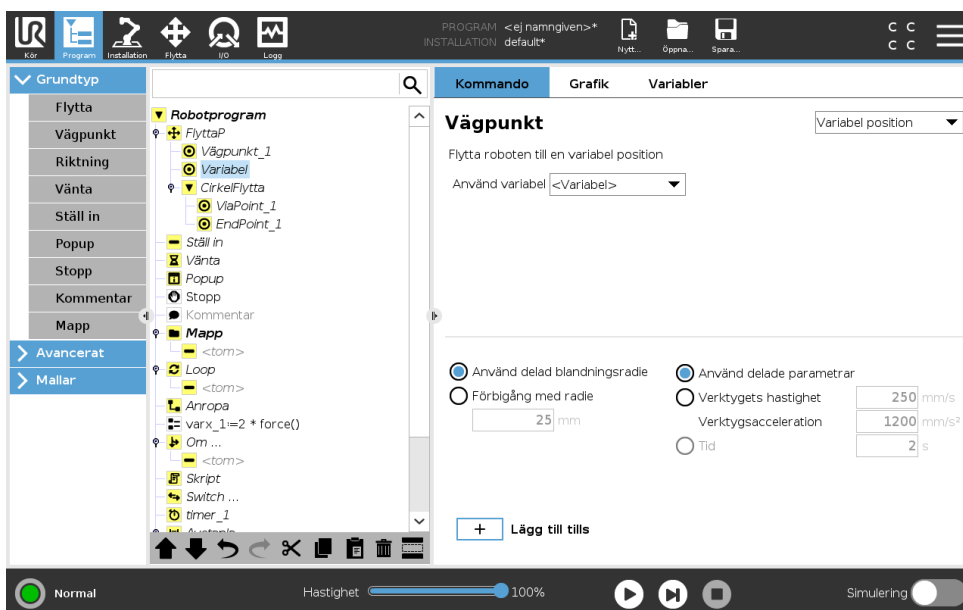 PROGRAM <ej namngiven>*
INSTALLATION default*
UR
Kör
Program
Installation
Flytta
I/O
Logg
Nytt...
Öppna...
Spara...
C C
C C
Grundtyp
Flytta
Vägpunkt
Riktning
Vänta
Ställ in
Popup
Stopp
Kommentar
Mapp
Avancerat
Mallar
Robotprogram
FlyttaP
Vägpunkt_1
Variabel
CirkelFlytta
ViaPoint_1
EndPoint_1
Ställ in
Vänta
Popup
Stopp
Kommentar
Mapp
<tom>
Loop
<tom>
Anropa
varx_1≔2 * force()
Om ...
<tom>
Skript
Switch ...
timer_1
Kommando
Grafik
Variabler
Vägpunkt
Variabel position
Flytta roboten till en variabel position
Använd variabel <Variabel>
Använd delad blandningsradie
Förbigång med radie
25 mm
Använd delade parametrar
Verktygets hastighet 250 mm/s
Verktygsacceleration 1200 mm/s²
Tid 2 s
+ Lägg till tills
Normal
Hastighet 100%
Simulering